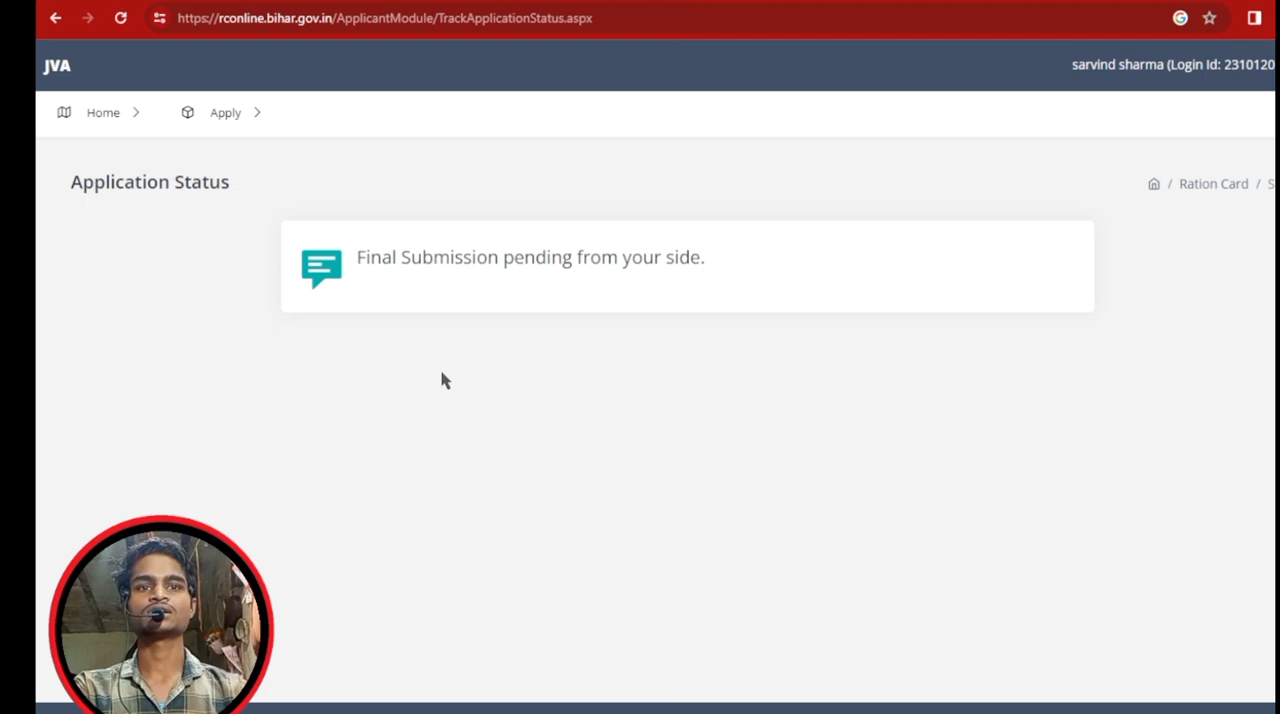 https://rconline.bihar.gov.in/ApplicantModule/TrackApplicationStatus.aspx
JVA
sarvind sharma (Login Id: 2310120
Home
Apply
Application Status
/ Ration Card / S
Final Submission pending from your side.